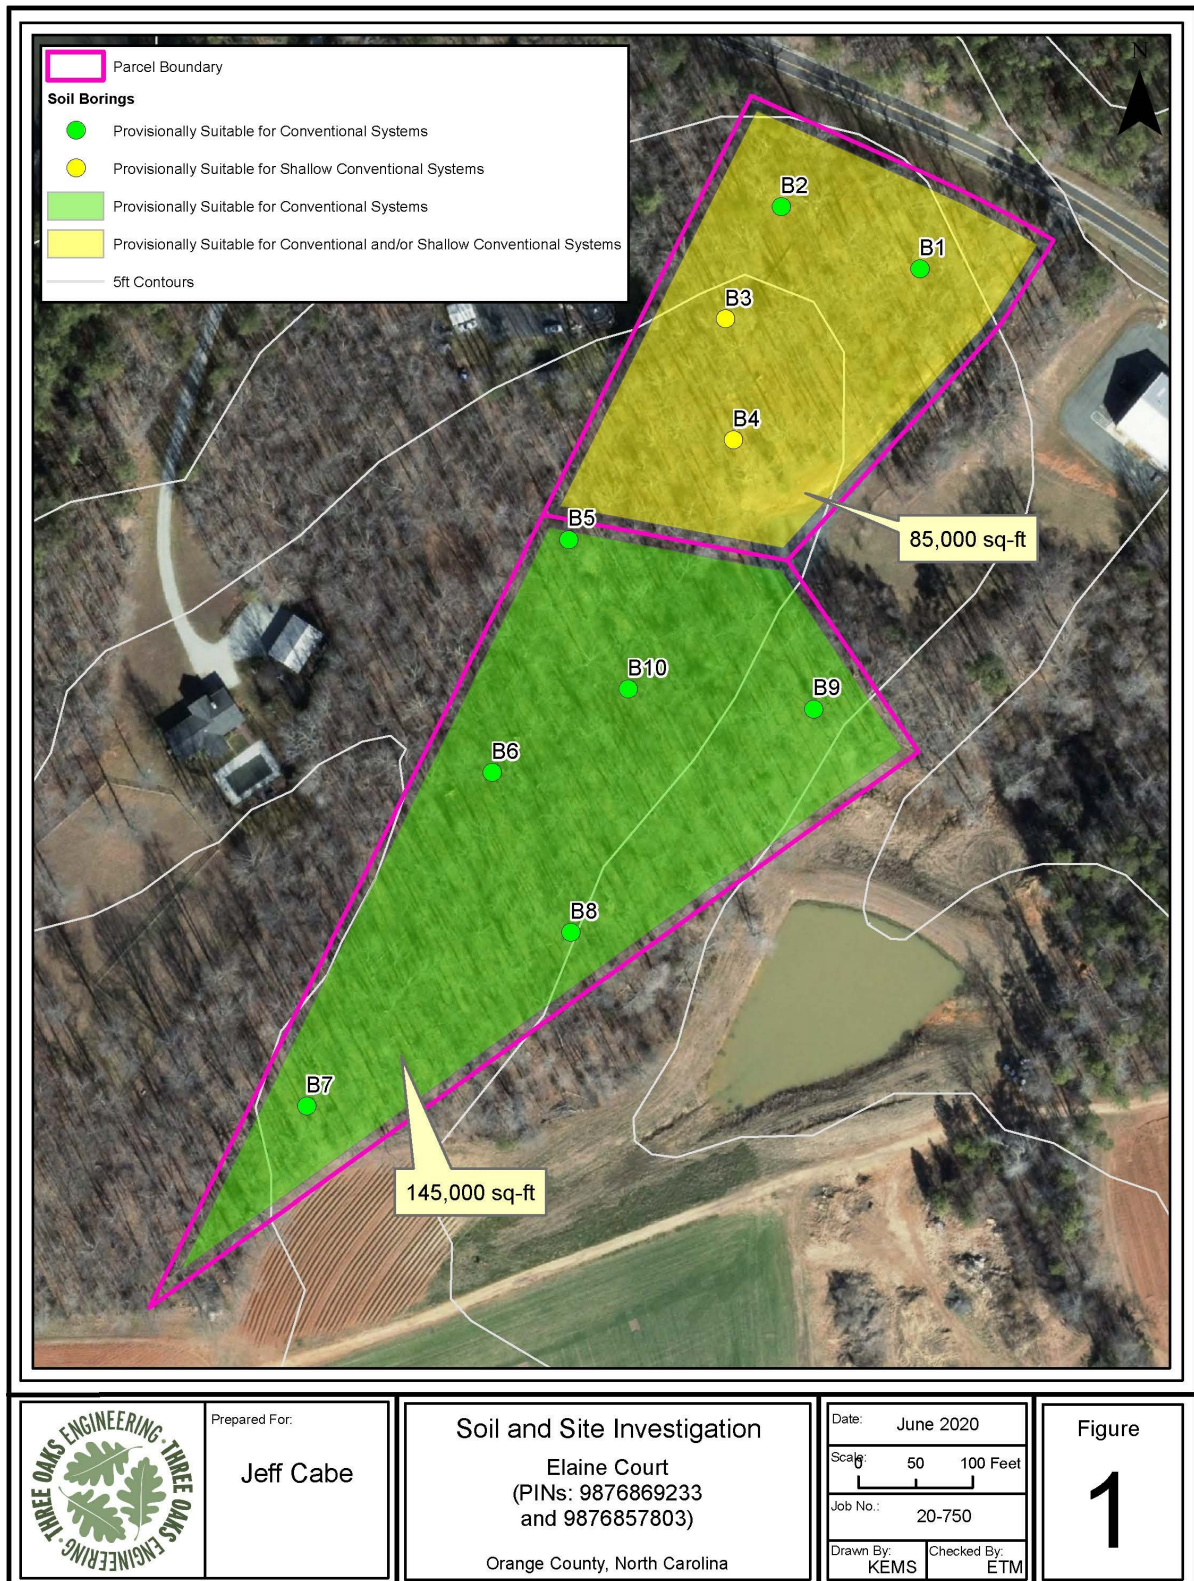 Parcel Boundary
Soil Borings
Provisionally Suitable for Conventional Systems
Provisionally Suitable for Shallow Conventional Systems
Provisionally Suitable for Conventional Systems
Provisionally Suitable for Conventional and/or Shallow Conventional Systems
5ft Contours
N
B2
B1
B3
B4
B5
85,000 sq-ft
B10
B9
B6
B8
B7
145,000 sq-ft
THREE OAKS ENGINEERING · THREE OAKS ENGINEERING ·
Prepared For:
Jeff Cabe
Soil and Site Investigation
Elaine Court
(PINs: 9876869233
and 9876857803)
Orange County, North Carolina
Date: June 2020
Scale:
0 50 100 Feet
Job No.: 20-750
Drawn By: KEMS
Checked By: ETM
Figure
1